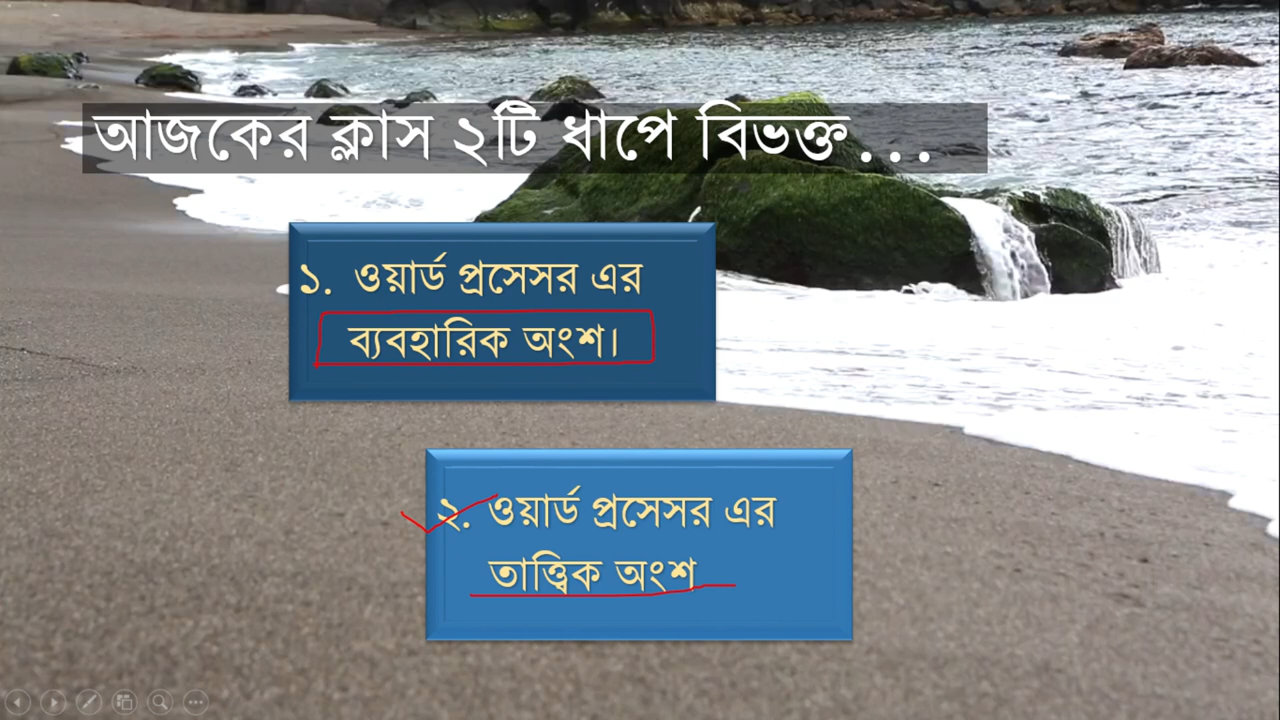 আজকের ক্লাস ২টি ধাপে বিভক্ত . . .
১. ওয়ার্ড প্রসেসর এর
ব্যবহারিক অংশ।
২. ওয়ার্ড প্রসেসর এর
তাত্ত্বিক অংশ